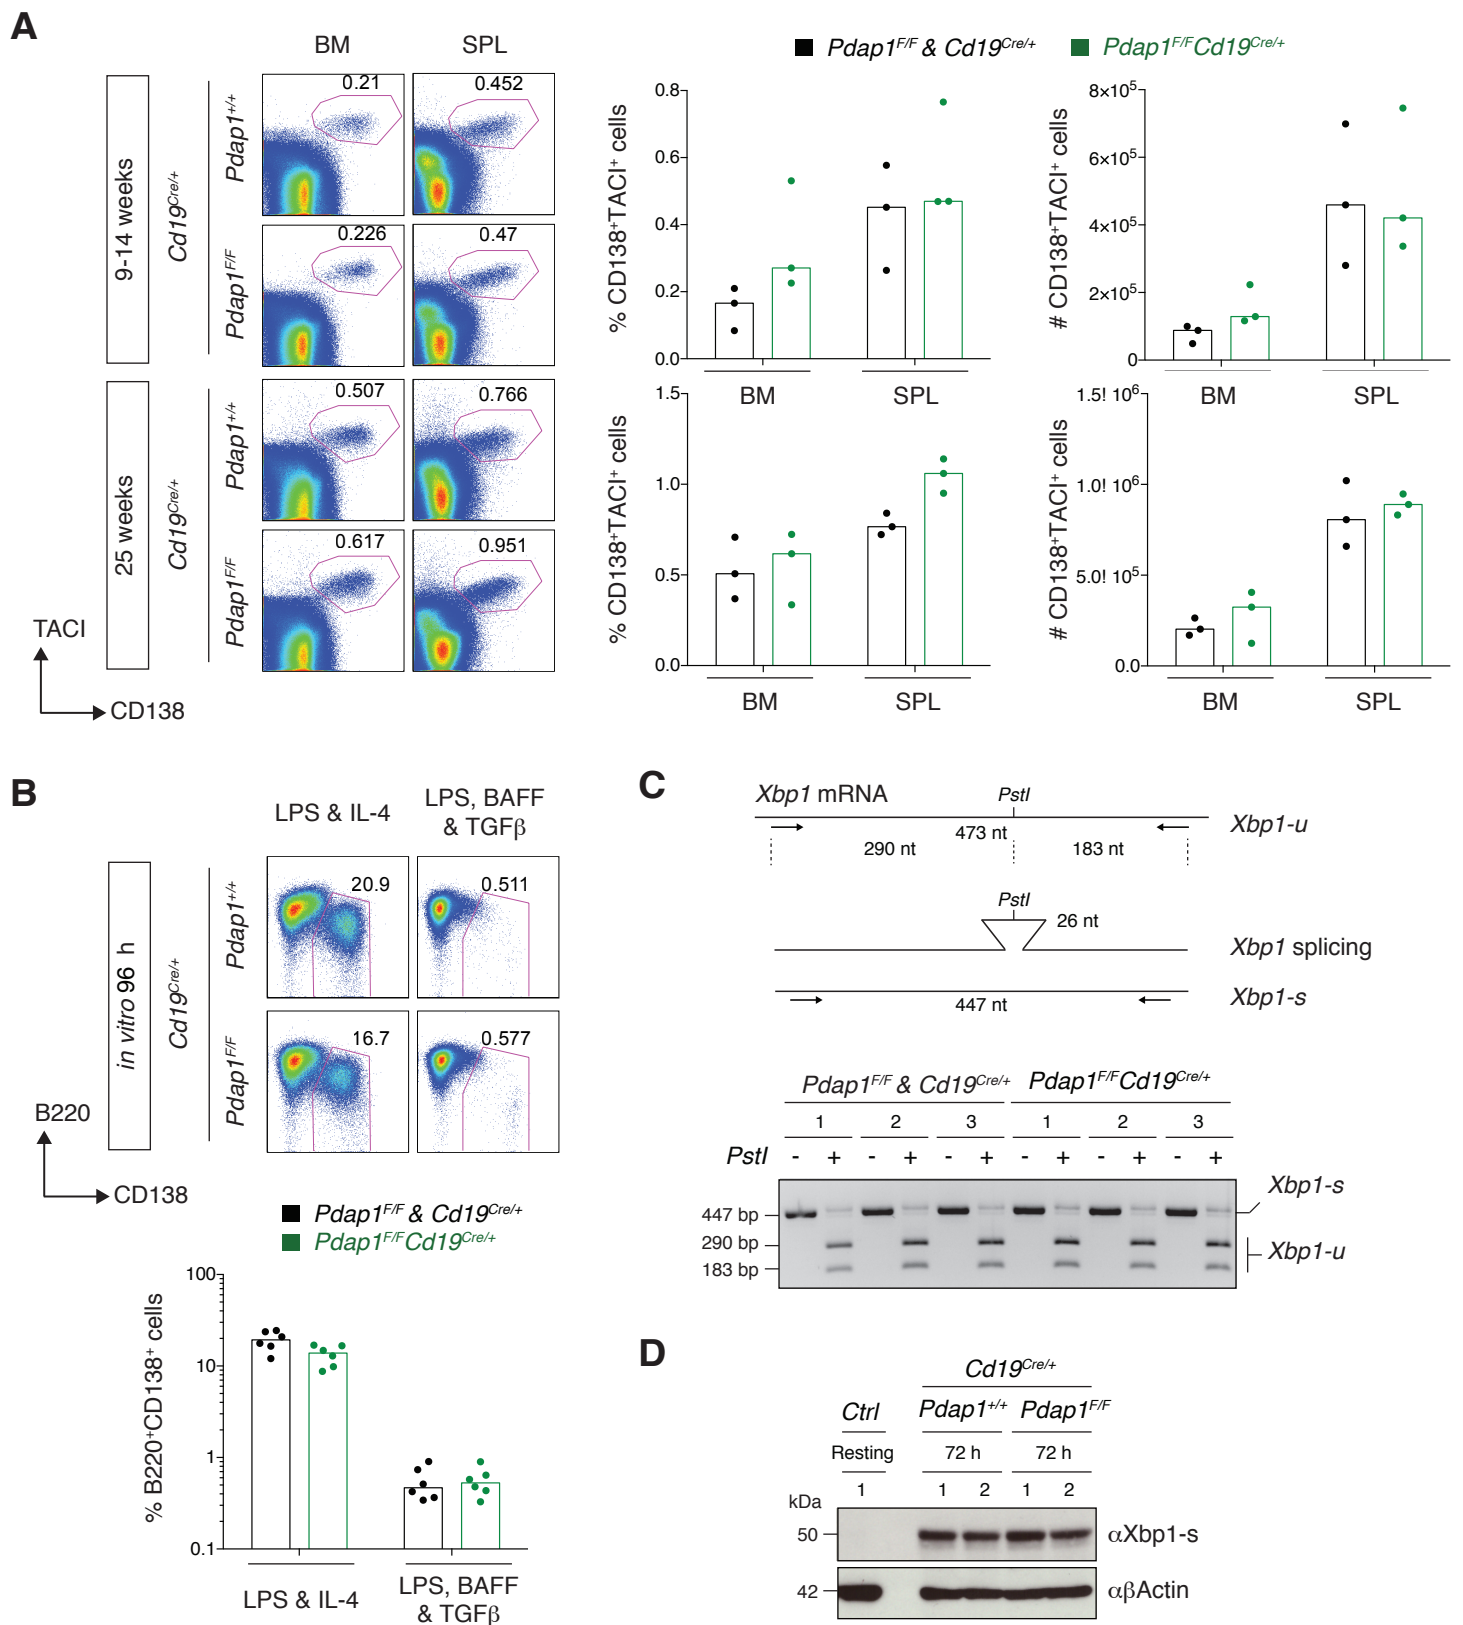 A
BM SPL
Pdap1F/F & Cd19Cre/+ Pdap1F/FCd19Cre/+
9-14 weeks
Cd19Cre/+
Pdap1+/+
0.21 0.452
Pdap1F/F
0.226 0.47
25 weeks
Cd19Cre/+
Pdap1+/+
0.507 0.766
Pdap1F/F
0.617 0.951
TACI
CD138
% CD138+TACI+ cells
0.8
0.6
0.4
0.2
0.0
BM SPL
# CD138+TACI+ cells
8x105
6x105
4x105
2x105
0
BM SPL
% CD138+TACI+ cells
1.5
1.0
0.5
0.0
BM SPL
# CD138+TACI+ cells
1.5! 106
1.0! 106
5.0! 105
0.0
BM SPL
B
LPS & IL-4
LPS, BAFF
& TGFβ
in vitro 96 h
Cd19Cre/+
Pdap1+/+
20.9 0.511
Pdap1F/F
16.7 0.577
B220
CD138
Pdap1F/F & Cd19Cre/+
Pdap1F/FCd19Cre/+
% B220+CD138+ cells
100
10
1
0.1
LPS & IL-4
LPS, BAFF
& TGFβ
C
Xbp1 mRNA
PstI
473 nt
Xbp1-u
290 nt 183 nt
PstI
26 nt
Xbp1 splicing
Xbp1-s
447 nt
Pdap1F/F & Cd19Cre/+ Pdap1F/FCd19Cre/+
1 2 3 1 2 3
PstI - + - + - + - + - + - +
447 bp
290 bp
183 bp
Xbp1-s
Xbp1-u
D
Cd19Cre/+
Ctrl Pdap1+/+ Pdap1F/F
Resting 72 h 72 h
1 1 2 1 2
kDa
50 αXbp1-s
42 αβActin